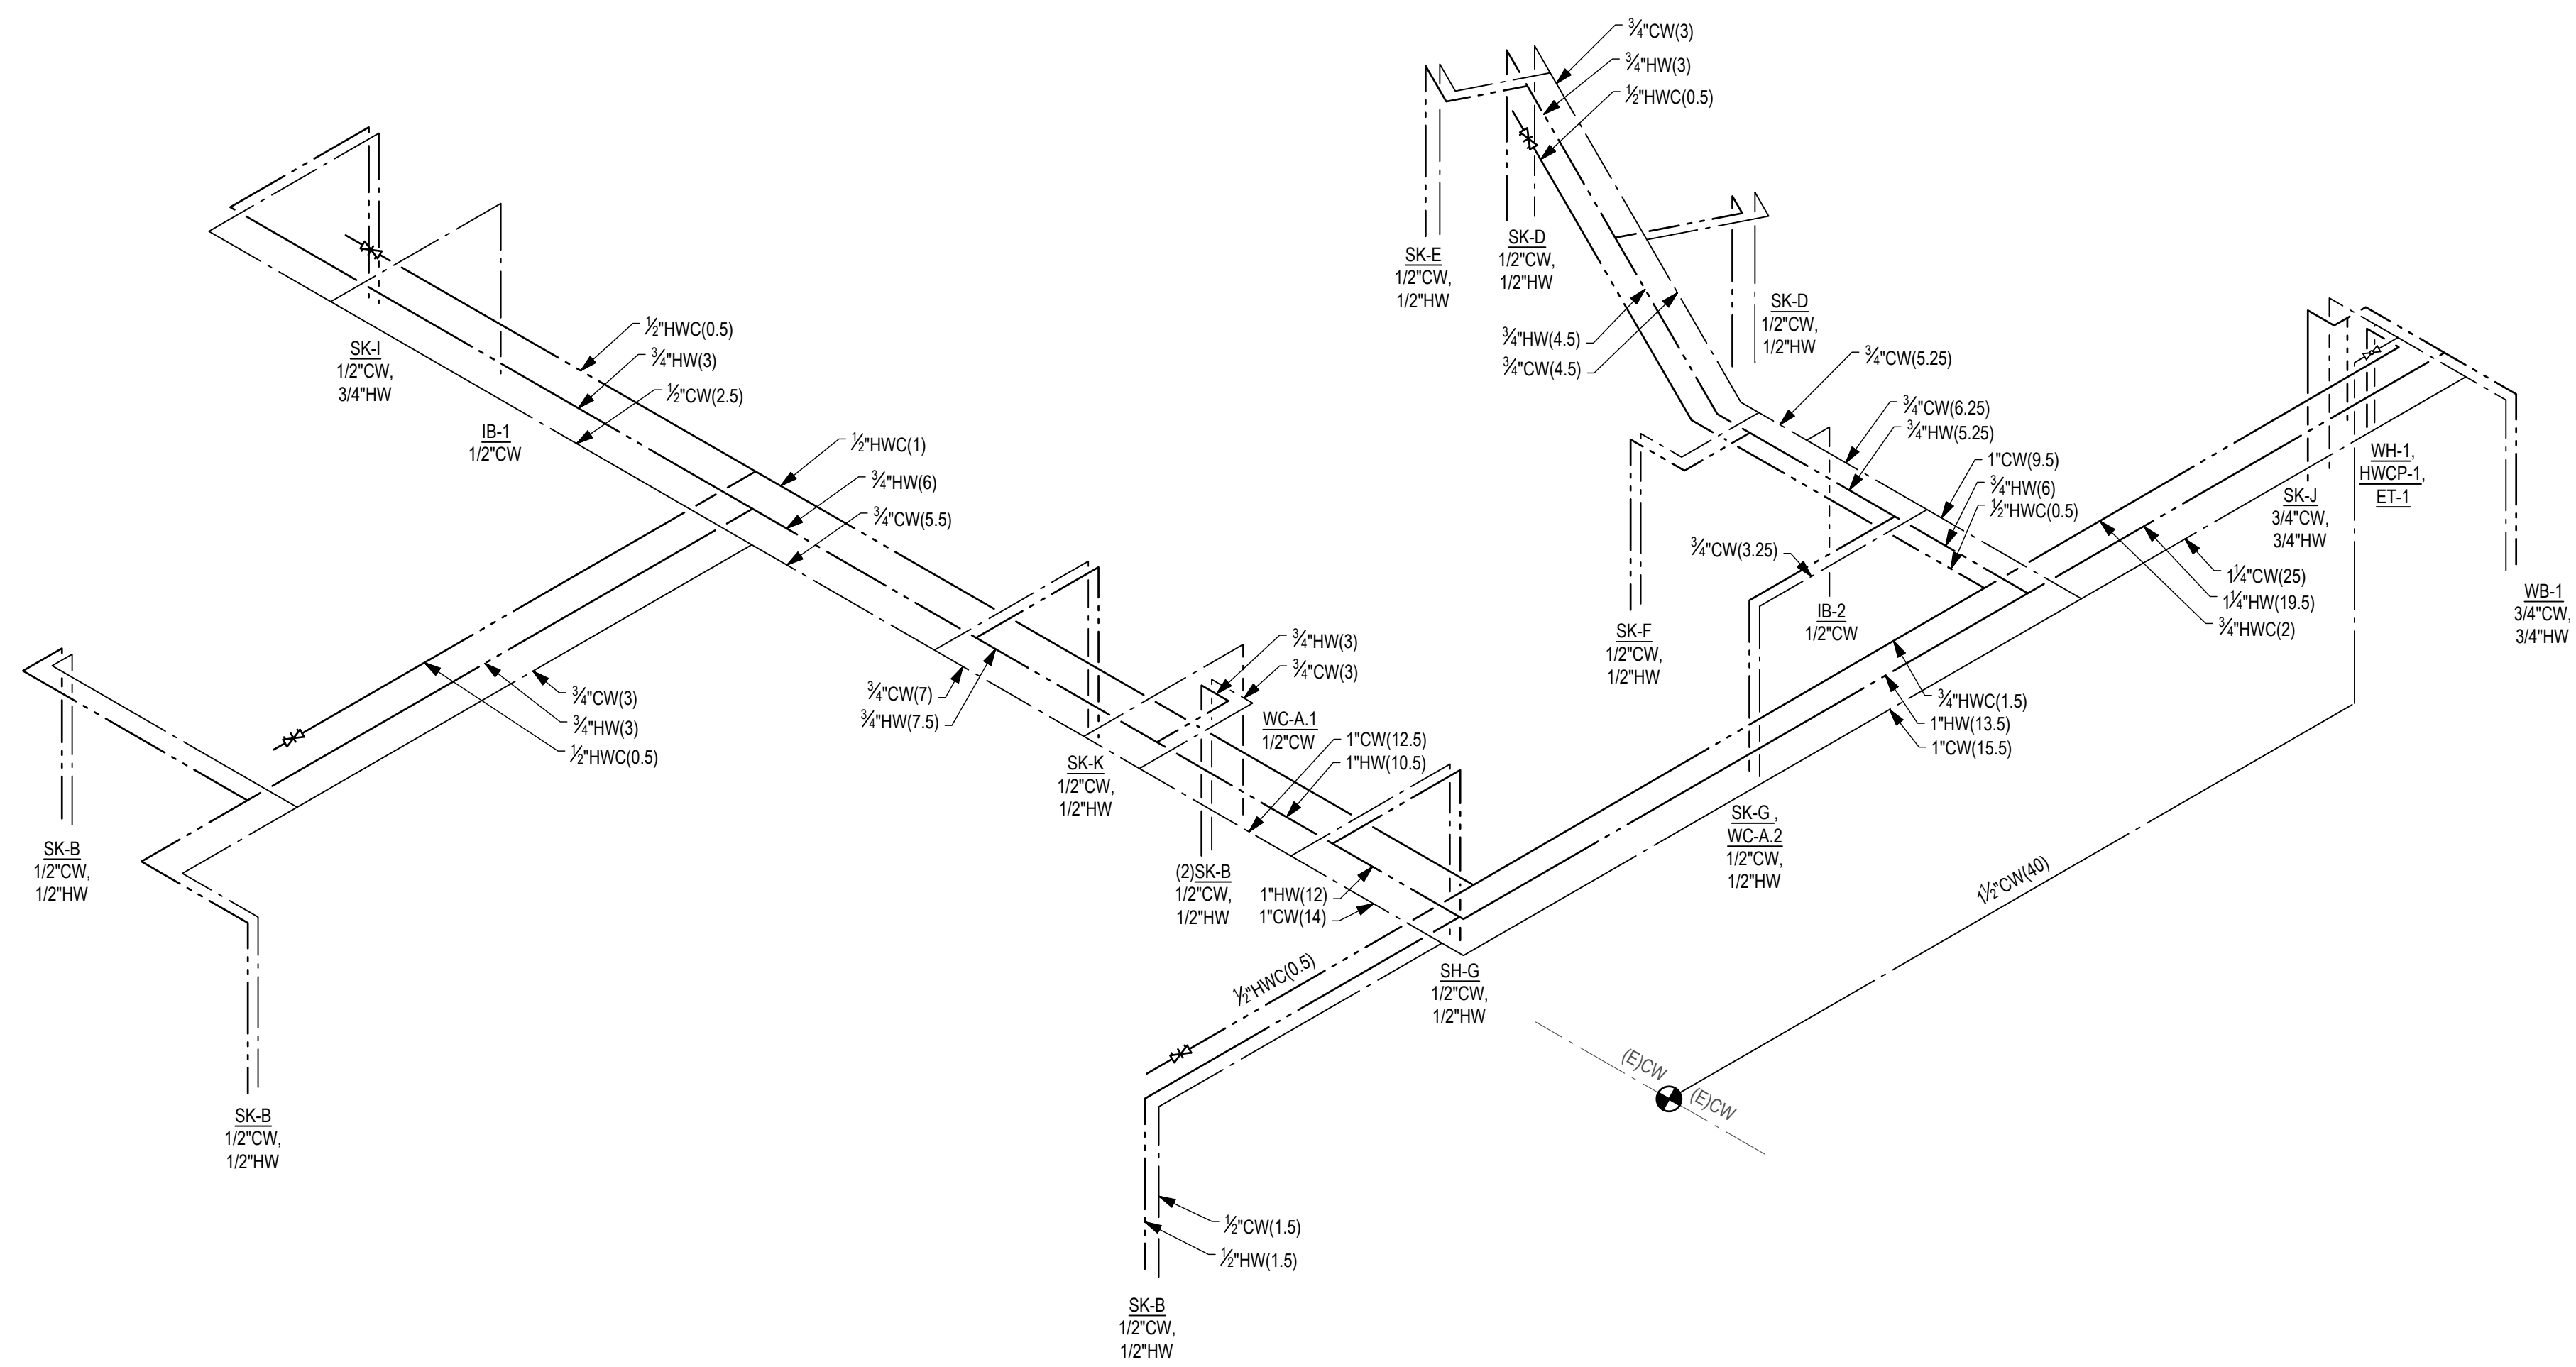 ¾"CW(3)
¾"HW(3)
½"HWC(0.5)
SK-E
1/2"CW,
1/2"HW
SK-D
1/2"CW,
1/2"HW
SK-D
1/2"CW,
1/2"HW
¾"HW(4.5)
¾"CW(4.5)
¾"CW(5.25)
¾"CW(6.25)
¾"HW(5.25)
1"CW(9.5)
¾"HW(6)
½"HWC(0.5)
¾"CW(3.25)
SK-F
1/2"CW,
1/2"HW
IB-2
1/2"CW
SK-G ,
WC-A.2
1/2"CW,
1/2"HW
SK-J
3/4"CW,
3/4"HW
WH-1,
HWCP-1,
ET-1
WB-1
3/4"CW,
3/4"HW
1¼"CW(25)
1¼"HW(19.5)
¾"HWC(2)
¾"HWC(1.5)
1"HW(13.5)
1"CW(15.5)
1½"CW(40)
(E)CW
(E)CW
SK-I
1/2"CW,
3/4"HW
IB-1
1/2"CW
½"HWC(0.5)
¾"HW(3)
½"CW(2.5)
½"HWC(1)
¾"HW(6)
¾"CW(5.5)
¾"CW(3)
¾"HW(3)
½"HWC(0.5)
SK-B
1/2"CW,
1/2"HW
SK-B
1/2"CW,
1/2"HW
¾"CW(7)
¾"HW(7.5)
SK-K
1/2"CW,
1/2"HW
¾"HW(3)
¾"CW(3)
WC-A.1
1/2"CW
(2)SK-B
1/2"CW,
1/2"HW
1"CW(12.5)
1"HW(10.5)
1"HW(12)
1"CW(14)
SH-G
1/2"CW,
1/2"HW
½"HWC(0.5)
½"CW(1.5)
½"HW(1.5)
SK-B
1/2"CW,
1/2"HW